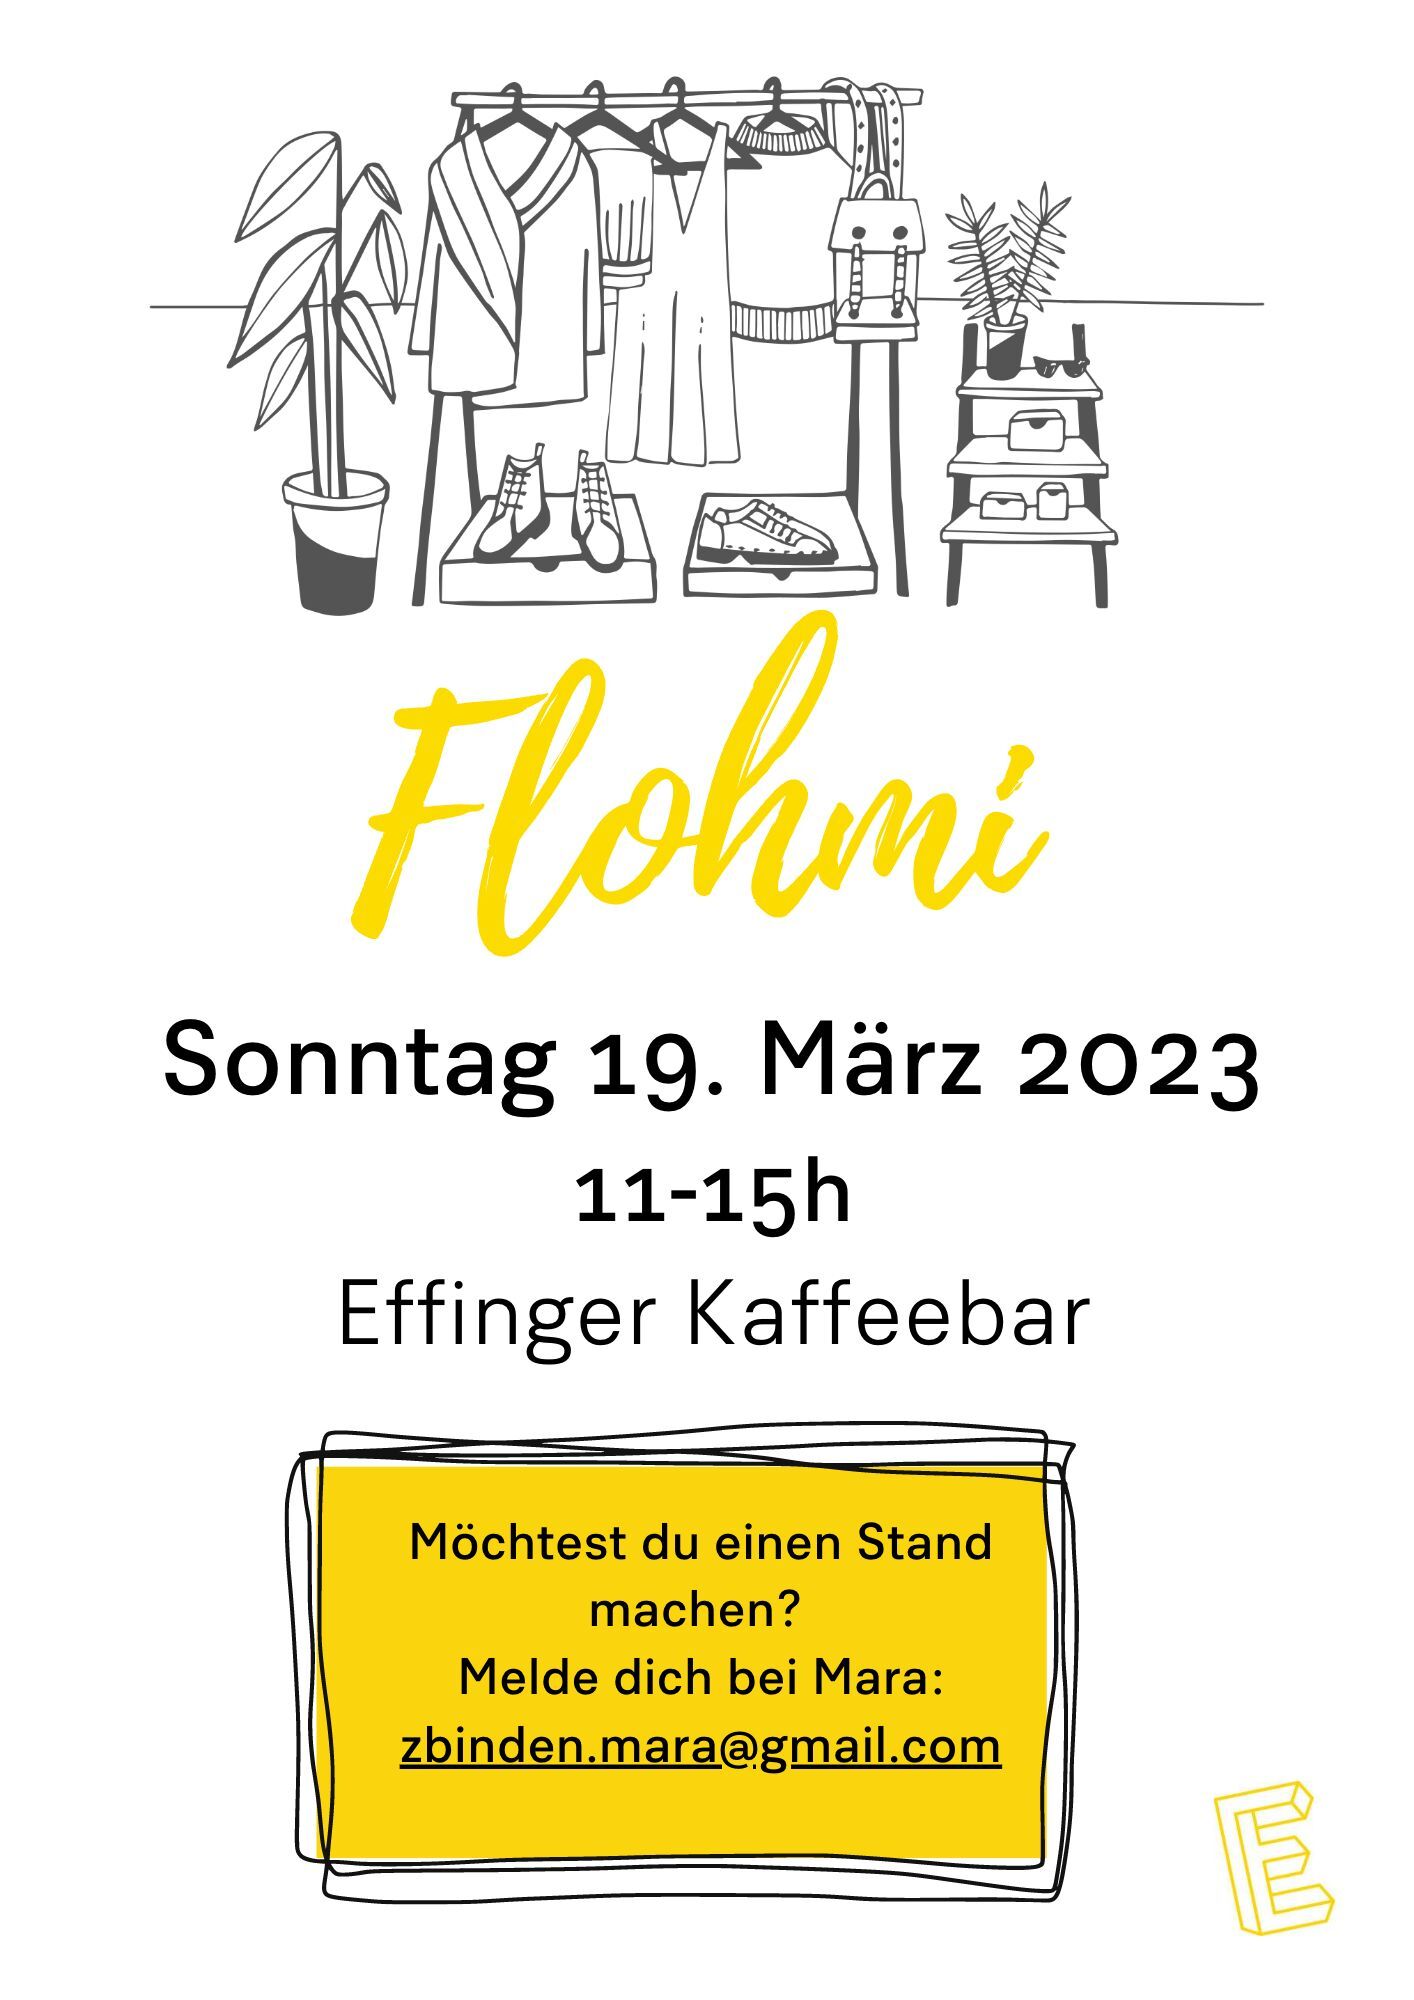 Flohmi
Sonntag 19. März 2023
11-15h
Effinger Kaffeebar
Möchtest du einen Stand
machen?
Melde dich bei Mara:
zbinden.mara@gmail.com
E